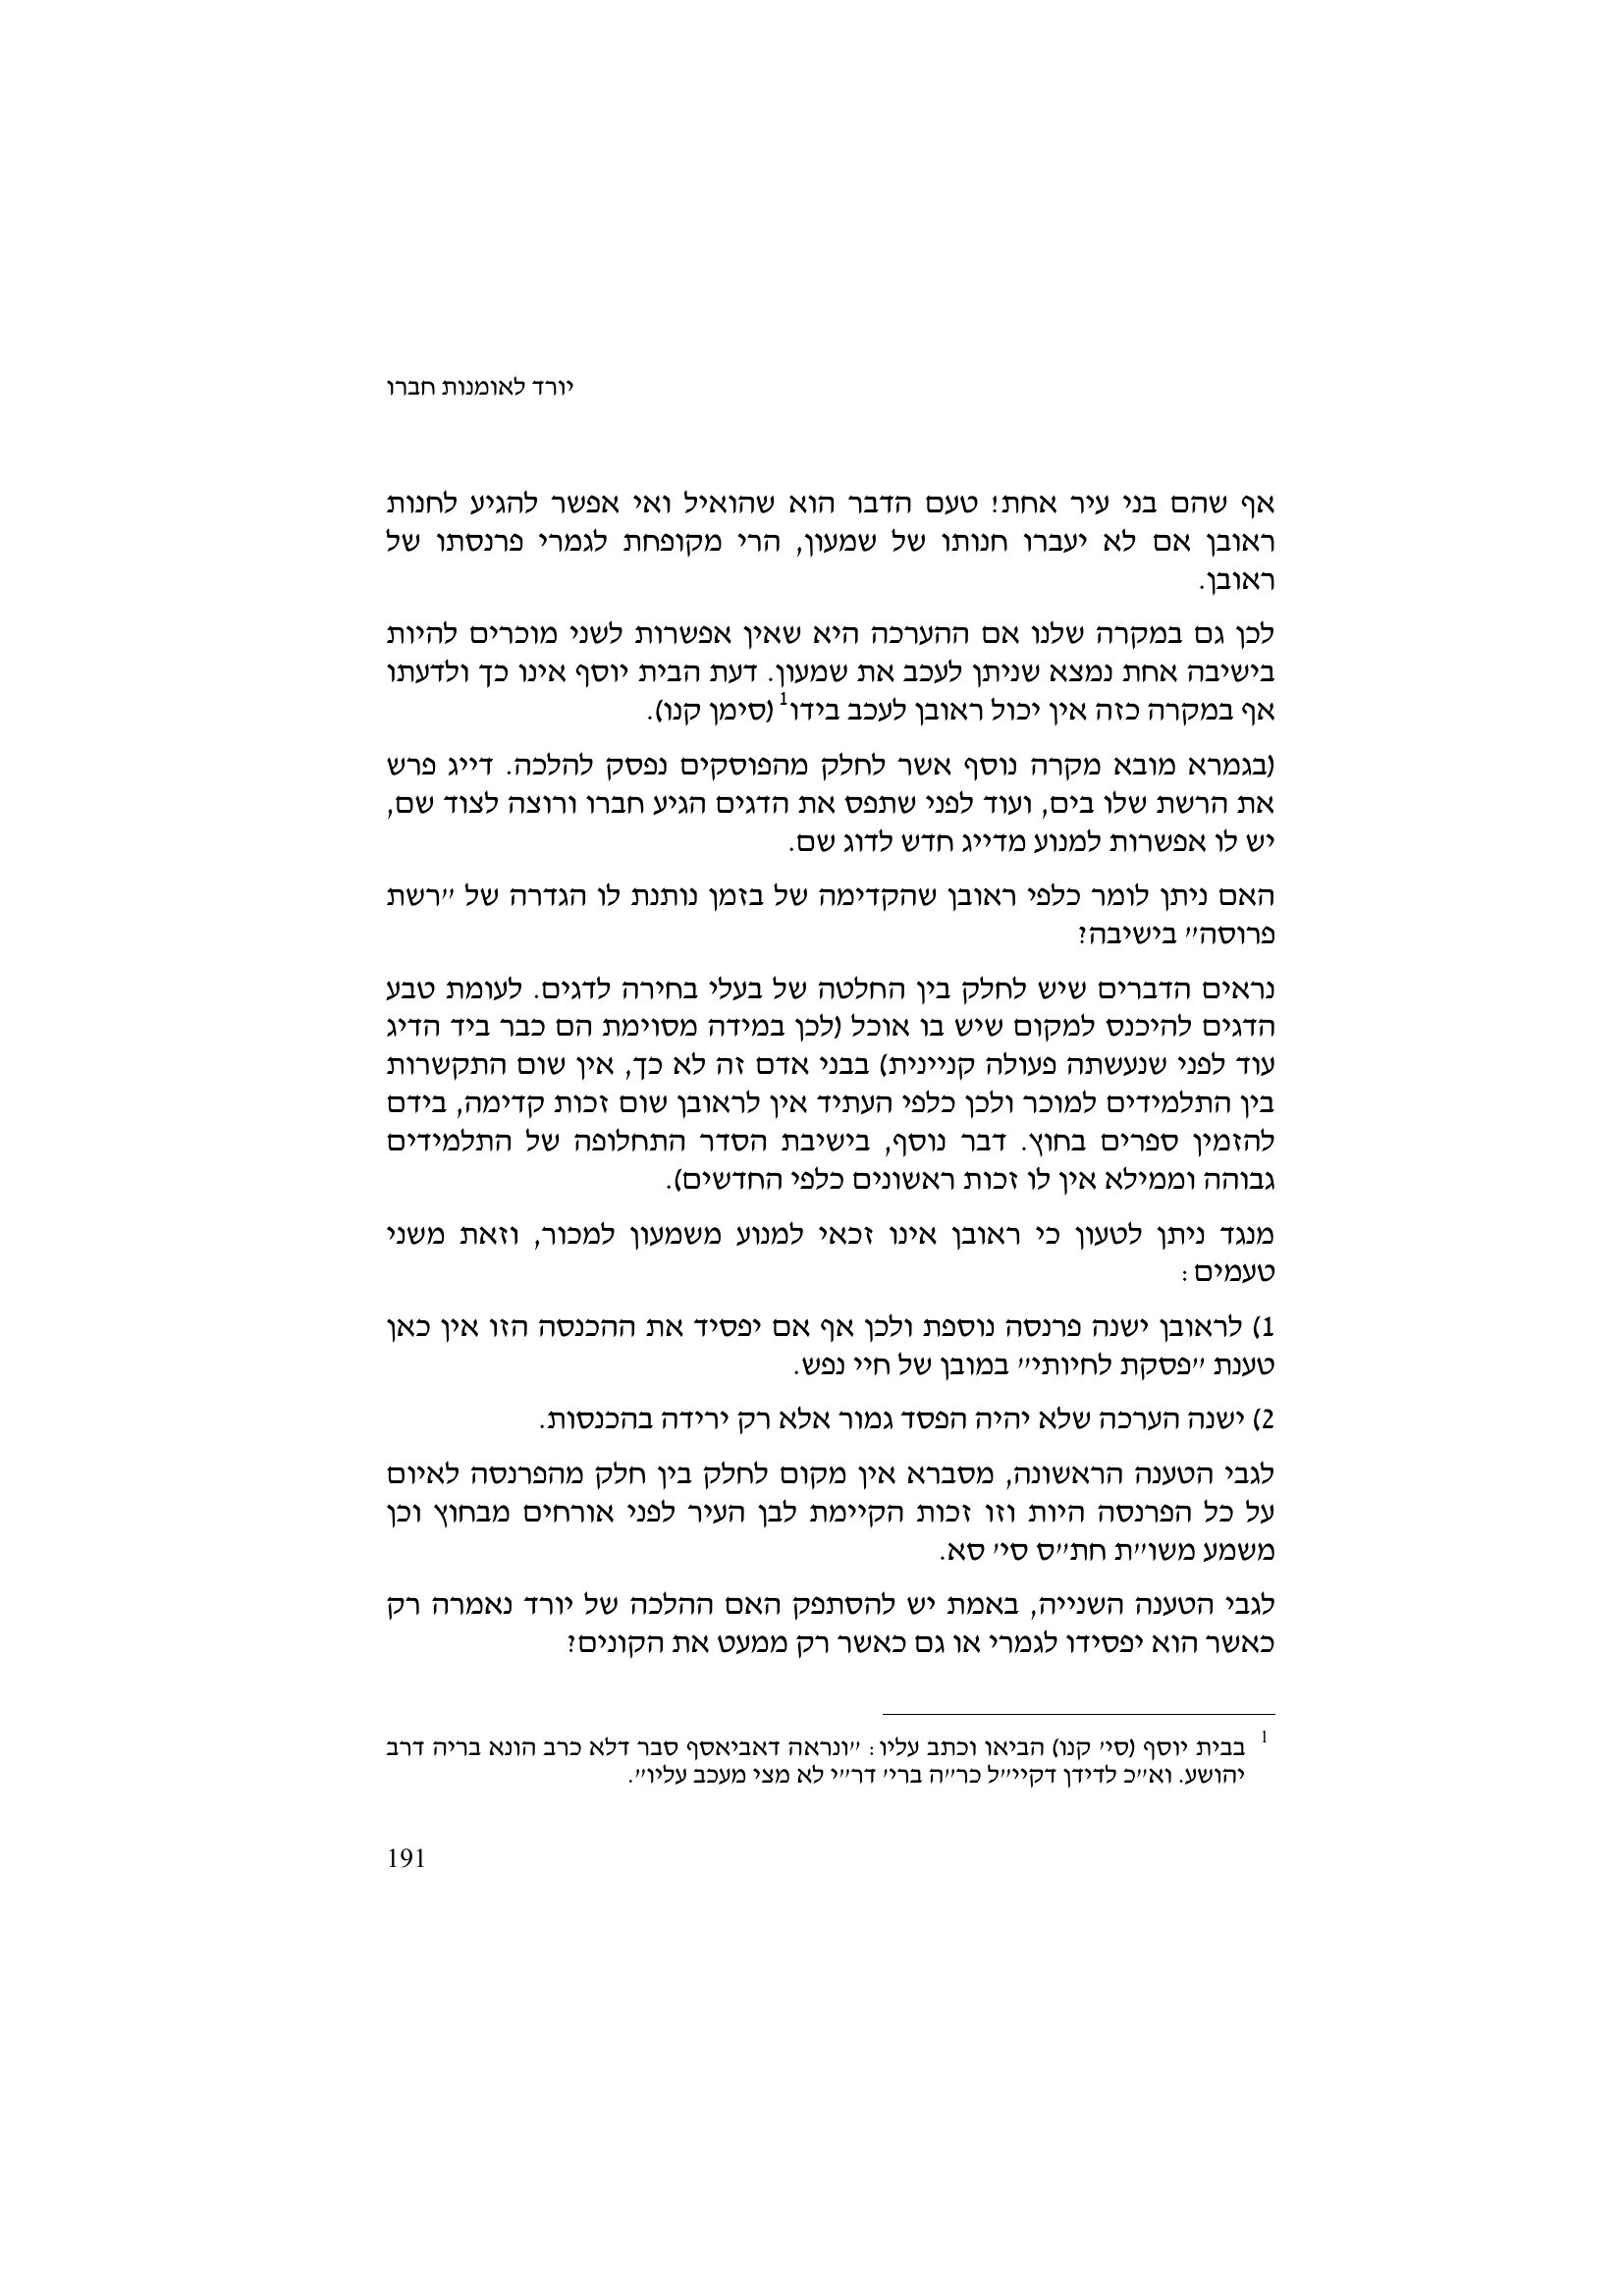 יורד לאומנות חברו
אף שהם בני עיר אחת! טעם הדבר הוא שהואיל ואי אפשר להגיע לחנות
ראובן אם לא יעברו חנותו של שמעון, הרי מקופחת לגמרי פרנסתו של
ראובן.
לכן גם במקרה שלנו אם ההערכה היא שאין אפשרות לשני מוכרים להיות
בישיבה אחת נמצא שניתן לעכב את שמעון. דעת הבית יוסף אינו כך ולדעתו
אף במקרה כזה אין יכול ראובן לעכב בידו1 (סימן קנו).
(בגמרא מובא מקרה נוסף אשר לחלק מהפוסקים נפסק להלכה. דייג פרש
את הרשת שלו בים, ועוד לפני שתפס את הדגים הגיע חברו ורוצה לצוד שם,
יש לו אפשרות למנוע מדייג חדש לדוג שם.
האם ניתן לומר כלפי ראובן שהקדימה של בזמן נותנת לו הגדרה של "רשת
פרוסה" בישיבה?
נראים הדברים שיש לחלק בין החלטה של בעלי בחירה לדגים. לעומת טבע
הדגים להיכנס למקום שיש בו אוכל (לכן במידה מסוימת הם כבר ביד הדיג
עוד לפני שנעשתה פעולה קניינית) בבני אדם זה לא כך, אין שום התקשרות
בין התלמידים למוכר ולכן כלפי העתיד אין לראובן שום זכות קדימה, בידם
להזמין ספרים בחוץ. דבר נוסף, בישיבת הסדר התחלופה של התלמידים
גבוהה וממילא אין לו זכות ראשונים כלפי החדשים).
מנגד ניתן לטעון כי ראובן אינו זכאי למנוע משמעון למכור, וזאת משני
טעמים:
1) לראובן ישנה פרנסה נוספת ולכן אף אם יפסיד את ההכנסה הזו אין כאן
טענת "פסקת לחיותי" במובן של חיי נפש.
2) ישנה הערכה שלא יהיה הפסד גמור אלא רק ירידה בהכנסות.
לגבי הטענה הראשונה, מסברא אין מקום לחלק בין חלק מהפרנסה לאיום
על כל הפרנסה היות וזו זכות הקיימת לבן העיר לפני אורחים מבחוץ וכן
משמע משו"ת חת"ס סי' סא.
לגבי הטענה השנייה, באמת יש להסתפק האם ההלכה של יורד נאמרה רק
כאשר הוא יפסידו לגמרי או גם כאשר רק ממעט את הקונים?
1 בבית יוסף (סי' קנו) הביאו וכתב עליו: "ונראה דאביאסף סבר דלא כרב הונא בריה דרב
יהושע. וא"כ לדידן דקיי"ל כר"ה ברי' דר"י לא מצי מעכב עליו".
191